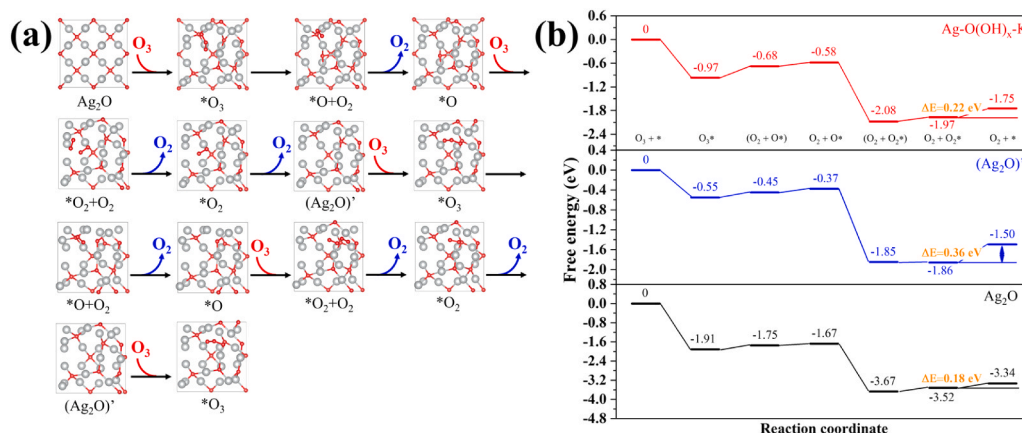 (a)
O3 O2 O3
Ag2O *O3 *O+O2 *O
O2 O2 O3
*O2+O2 *O2 (Ag2O)' *O3
O2 O3 O2 O2
*O+O2 *O *O2+O2 *O2
O3
(Ag2O)' *O3
(b)
Free energy (eV)
0.6
0.0
-0.6
-1.2
-1.8
-2.4
Ag-O(OH)x-K
0
-0.97
-0.68
-0.58
-2.08
-1.97
ΔE=0.22 eV
-1.75
O3 + * O3* (O2 + O*) O2 + O* (O2 + O2*) O2 + O2* O2 + *
0.0
-0.4
-0.8
-1.2
-1.6
-2.0
(Ag2O)'
0
-0.55
-0.45
-0.37
-1.85
-1.86
ΔE=0.36 eV
-1.50
0.8
0.0
-0.8
-1.6
-2.4
-3.2
-4.0
-4.8
Ag2O
0
-1.91
-1.75
-1.67
-3.67
-3.52
ΔE=0.18 eV
-3.34
Reaction coordinate